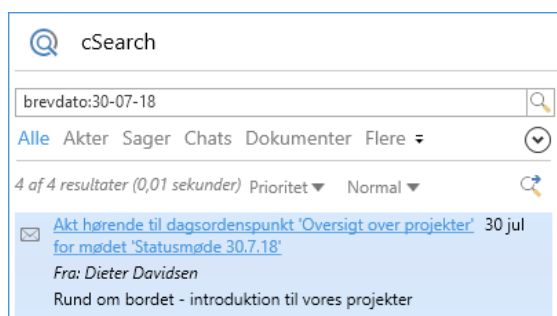 cSearch
brevdato:30-07-18
Alle Akter Sager Chats Dokumenter Flere
4 af 4 resultater (0,01 sekunder) Prioritet Normal
Akt hørende til dagsordenspunkt 'Oversigt over projekter' 30 jul
for mødet 'Statusmøde 30.7.18'
Fra: Dieter Davidsen
Rund om bordet - introduktion til vores projekter